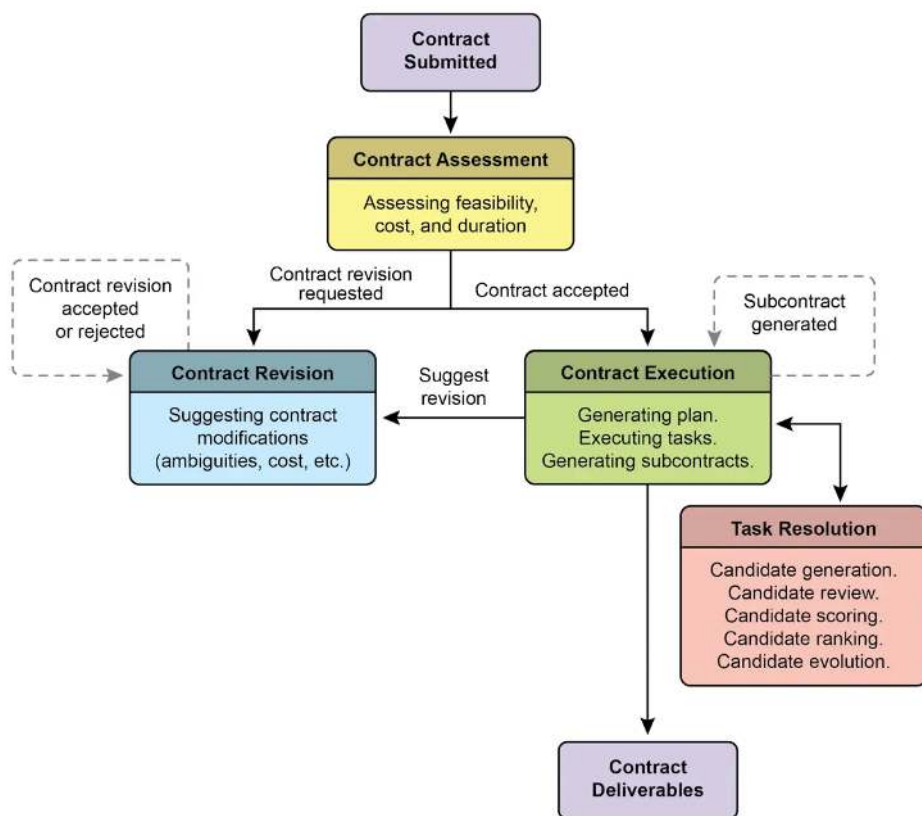 Contract
Submitted
Contract Assessment
Assessing feasibility,
cost, and duration
Contract revision
requested
Contract accepted
Contract revision
accepted
or rejected
Subcontract
generated
Contract Revision
Suggesting contract
modifications
(ambiguities, cost, etc.)
Suggest
revision
Contract Execution
Generating plan.
Executing tasks.
Generating subcontracts.
Task Resolution
Candidate generation.
Candidate review.
Candidate scoring.
Candidate ranking.
Candidate evolution.
Contract
Deliverables